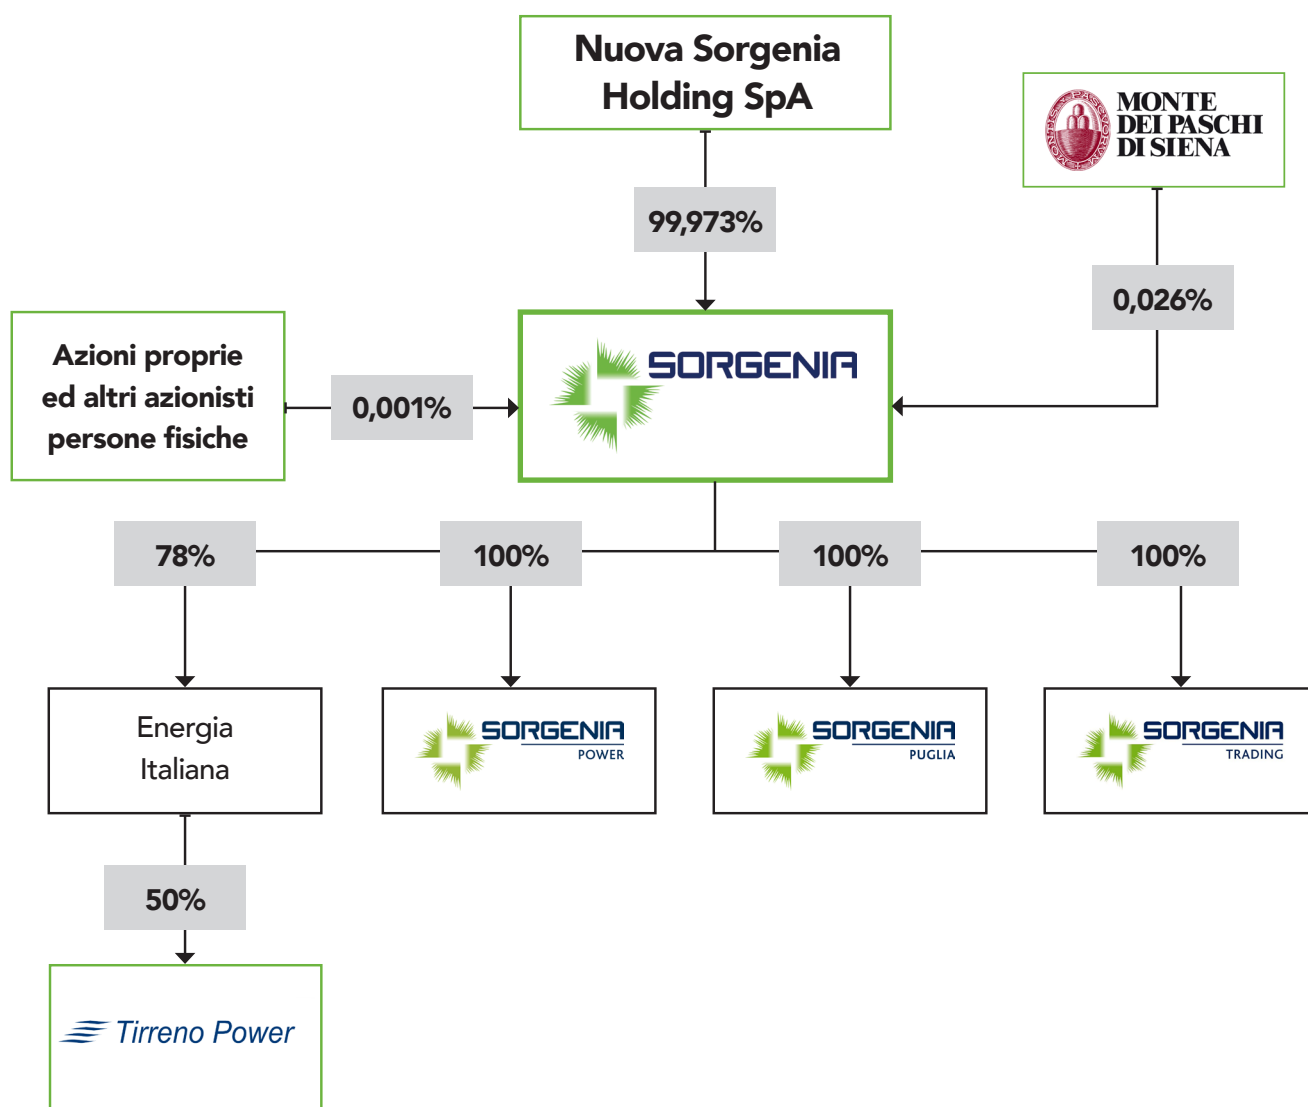 Nuova Sorgenia
Holding SpA
MONTE
DEI PASCHI
DI SIENA
99,973%
0,026%
Azioni proprie
ed altri azionisti
persone fisiche
0,001%
SORGENIA
78%
100%
100%
100%
Energia
Italiana
SORGENIA
POWER
SORGENIA
PUGLIA
SORGENIA
TRADING
50%
Tirreno Power